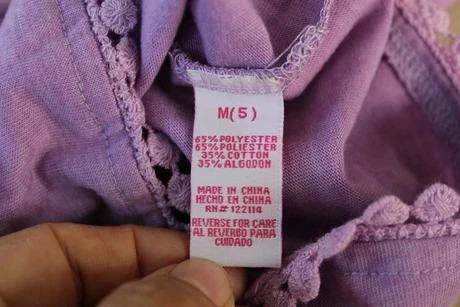 M(5)
65% POLYESTER
65% POLIESTER
35% COTTON
35% ALGODON
MADE IN CHINA
HECHO EN CHINA
RN# 122114
REVERSE FOR CARE
AL REVERBO PARA
CUIDADO